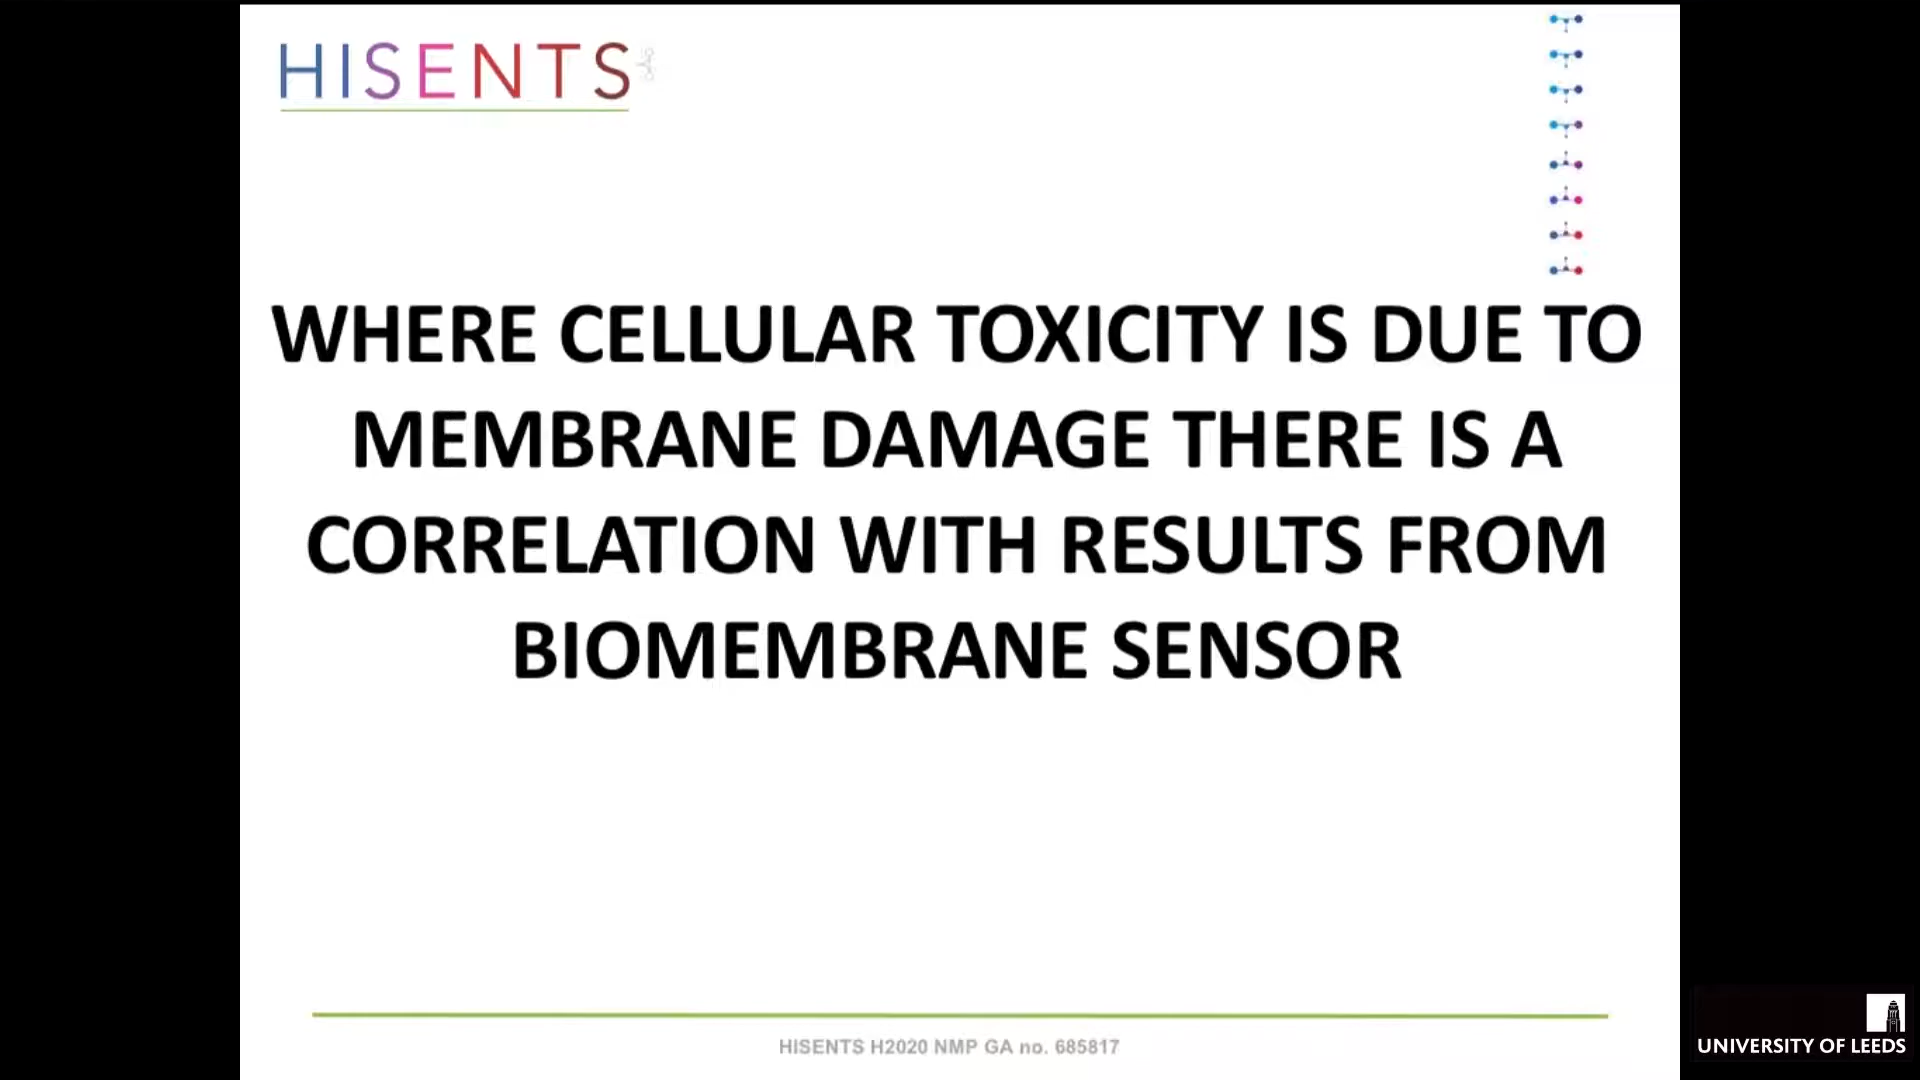 HISENTS
WHERE CELLULAR TOXICITY IS DUE TO
MEMBRANE DAMAGE THERE IS A
CORRELATION WITH RESULTS FROM
BIOMEMBRANE SENSOR
HISENTS H2020 NMP GA no. 685817
UNIVERSITY OF LEEDS